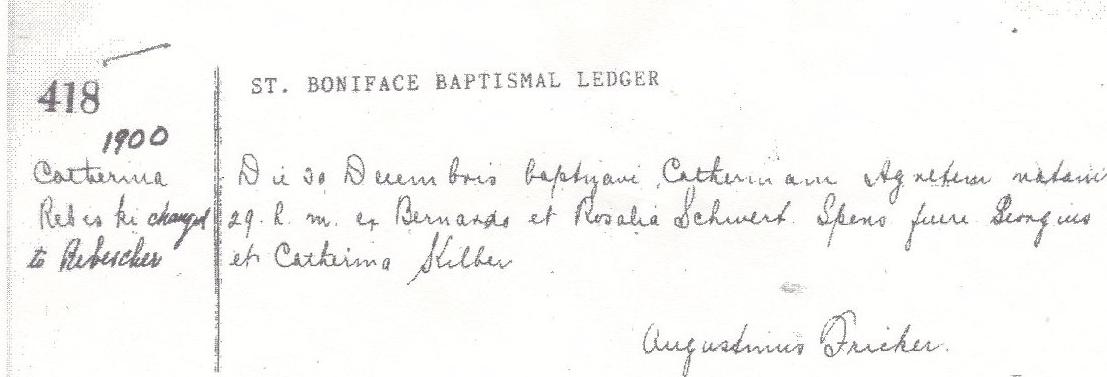 418
ST. BONIFACE BAPTISMAL LEDGER
1900
Catherina
Rebeski changed
to Rebescher
Die 30 Decembris baptizavi Catherinam Agnetem natam
29. h. m. ex Bernardo et Rosalia Schwert. Spons fuere Georgius
et Catherina Kilber
Augustinus Fricker.